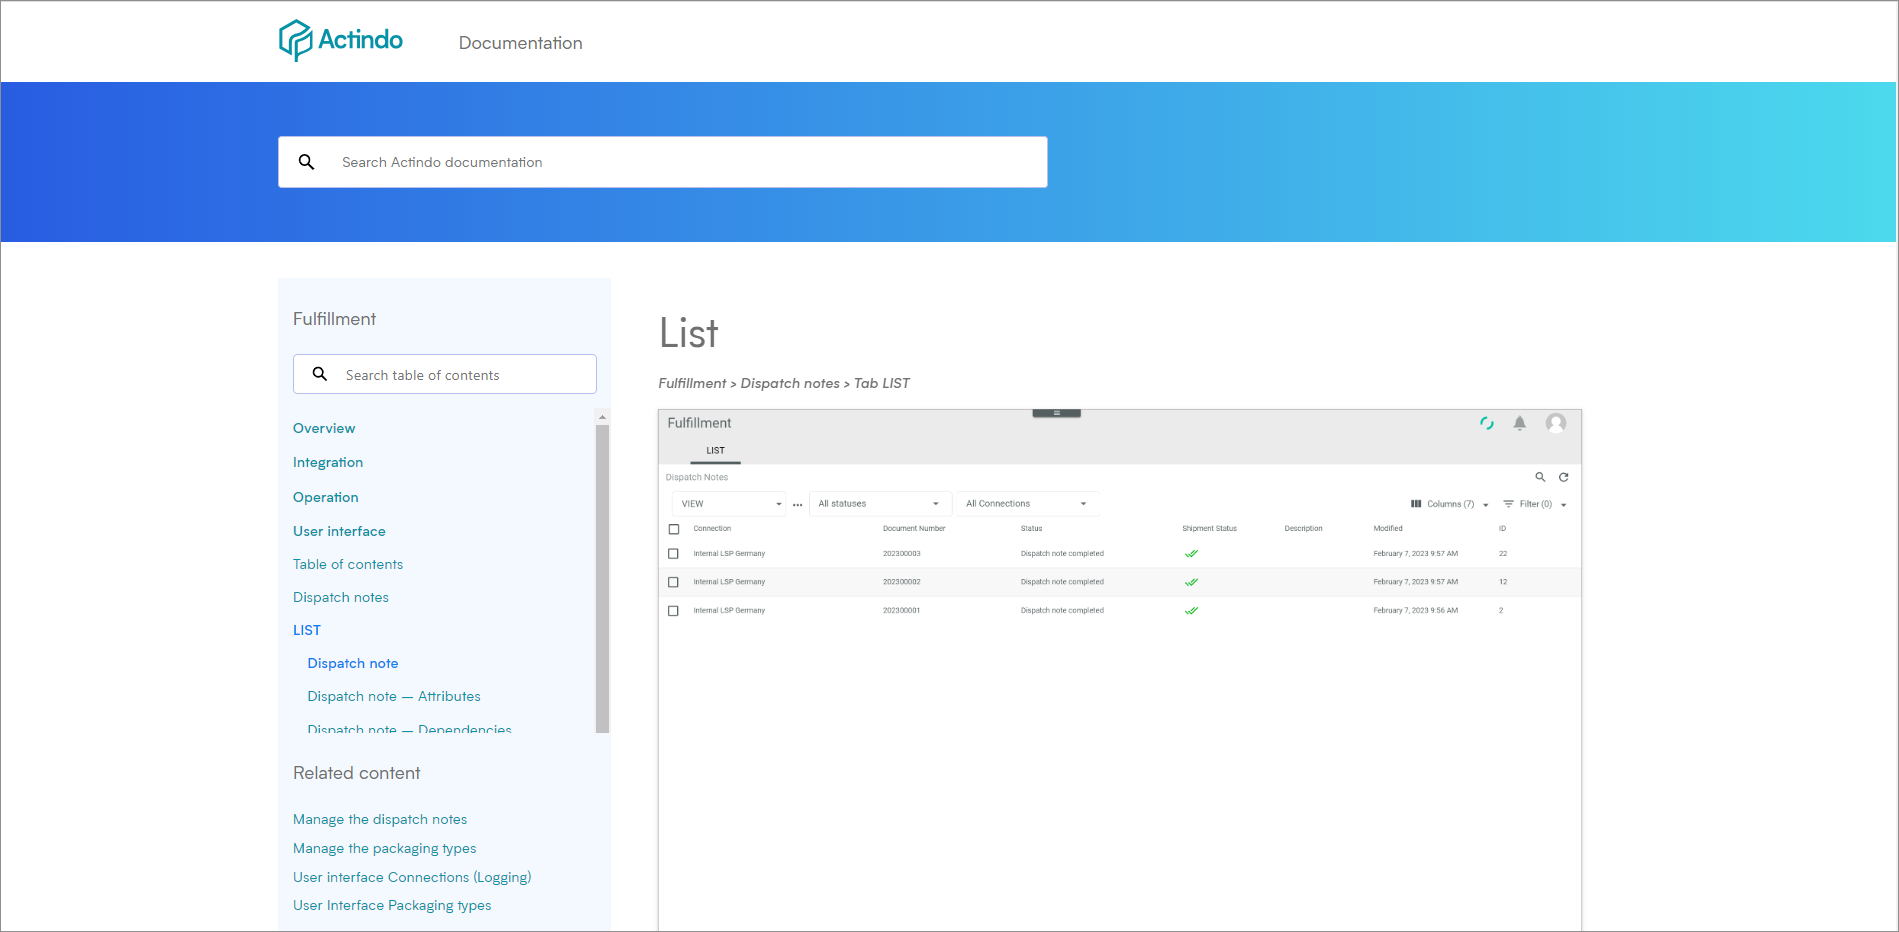 Actindo
Documentation
Search Actindo documentation
Fulfillment
Search table of contents
Overview
Integration
Operation
User interface
Table of contents
Dispatch notes
LIST
Dispatch note
Dispatch note — Attributes
Dispatch note — Dependencies
Related content
Manage the dispatch notes
Manage the packaging types
User interface Connections (Logging)
User Interface Packaging types
List
Fulfillment > Dispatch notes > Tab LIST
Fulfillment
LIST
Dispatch Notes
VIEW ... All statuses All Connections Columns (7) Filter (0)
Connection Document Number Status Shipment Status Description Modified ID
Internal LSP Germany 202300003 Dispatch note completed February 7, 2023 9:57 AM 22
Internal LSP Germany 202300002 Dispatch note completed February 7, 2023 9:57 AM 12
Internal LSP Germany 202300001 Dispatch note completed February 7, 2023 9:56 AM 2